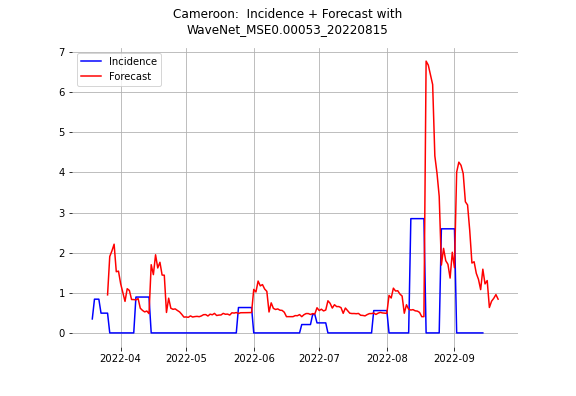 Cameroon:  Incidence + Forecast with
WaveNet_MSE0.00053_20220815
7
6
5
4
3
2
1
0
Incidence
Forecast
2022-04 2022-05 2022-06 2022-07 2022-08 2022-09